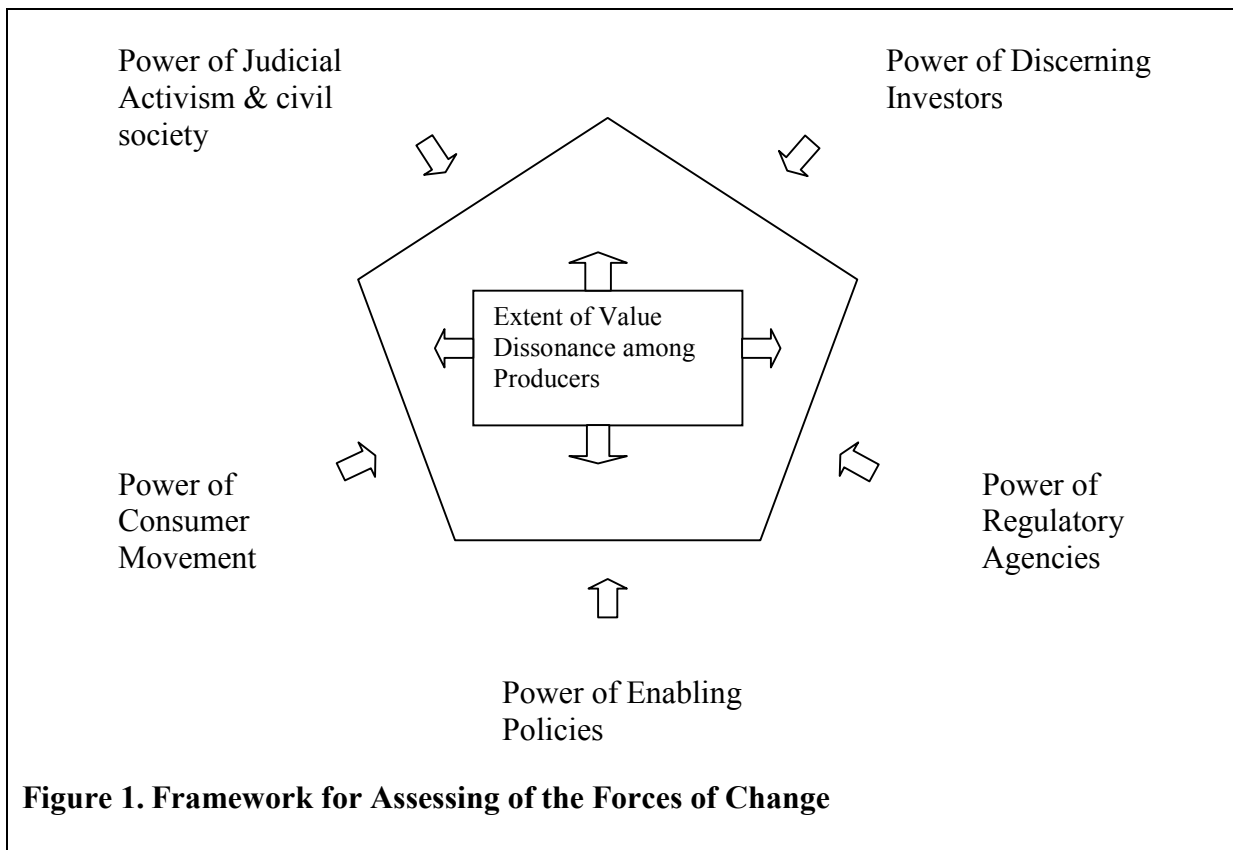 Power of Judicial
Activism & civil
society
Power of Discerning
Investors
Extent of Value
Dissonance among
Producers
Power of
Consumer
Movement
Power of
Regulatory
Agencies
Power of Enabling
Policies
Figure 1. Framework for Assessing of the Forces of Change